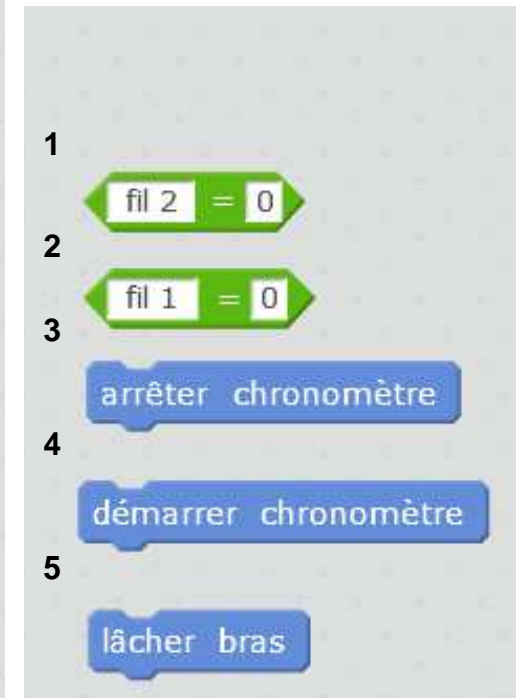 1
fil 2 = 0
2
fil 1 = 0
3
arrêter chronomètre
4
démarrer chronomètre
5
lâcher bras